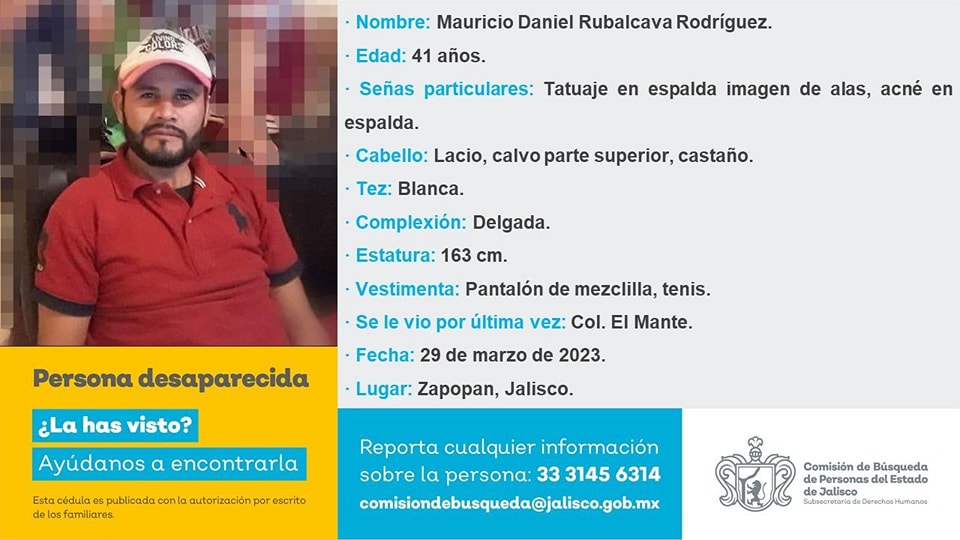 LIVING
COLOR
· Nombre: Mauricio Daniel Rubalcava Rodríguez.
· Edad: 41 años.
· Señas particulares: Tatuaje en espalda imagen de alas, acné en
espalda.
· Cabello: Lacio, calvo parte superior, castaño.
· Tez: Blanca.
· Complexión: Delgada.
· Estatura: 163 cm.
· Vestimenta: Pantalón de mezclilla, tenis.
· Se le vio por última vez: Col. El Mante.
· Fecha: 29 de marzo de 2023.
· Lugar: Zapopan, Jalisco.
Persona desaparecida
¿La has visto?
Ayúdanos a encontrarla
Esta cédula es publicada con la autorización por escrito
de los familiares.
Reporta cualquier información
sobre la persona: 33 3145 6314
comisiondebusqueda@jalisco.gob.mx
Comisión de Búsqueda
de Personas del Estado
de Jalisco
Subsecretaría de Derechos Humanos